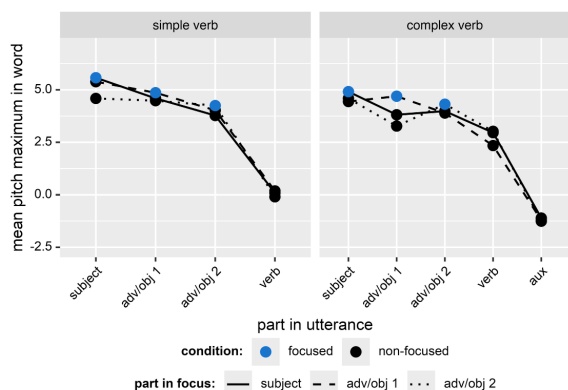 simple verb
complex verb
mean pitch maximum in word
5.0
2.5
0.0
-2.5
subject
adv/obj 1
adv/obj 2
verb
subject
adv/obj 1
adv/obj 2
verb
aux
part in utterance
condition: focused non-focused
part in focus: subject adv/obj 1 adv/obj 2